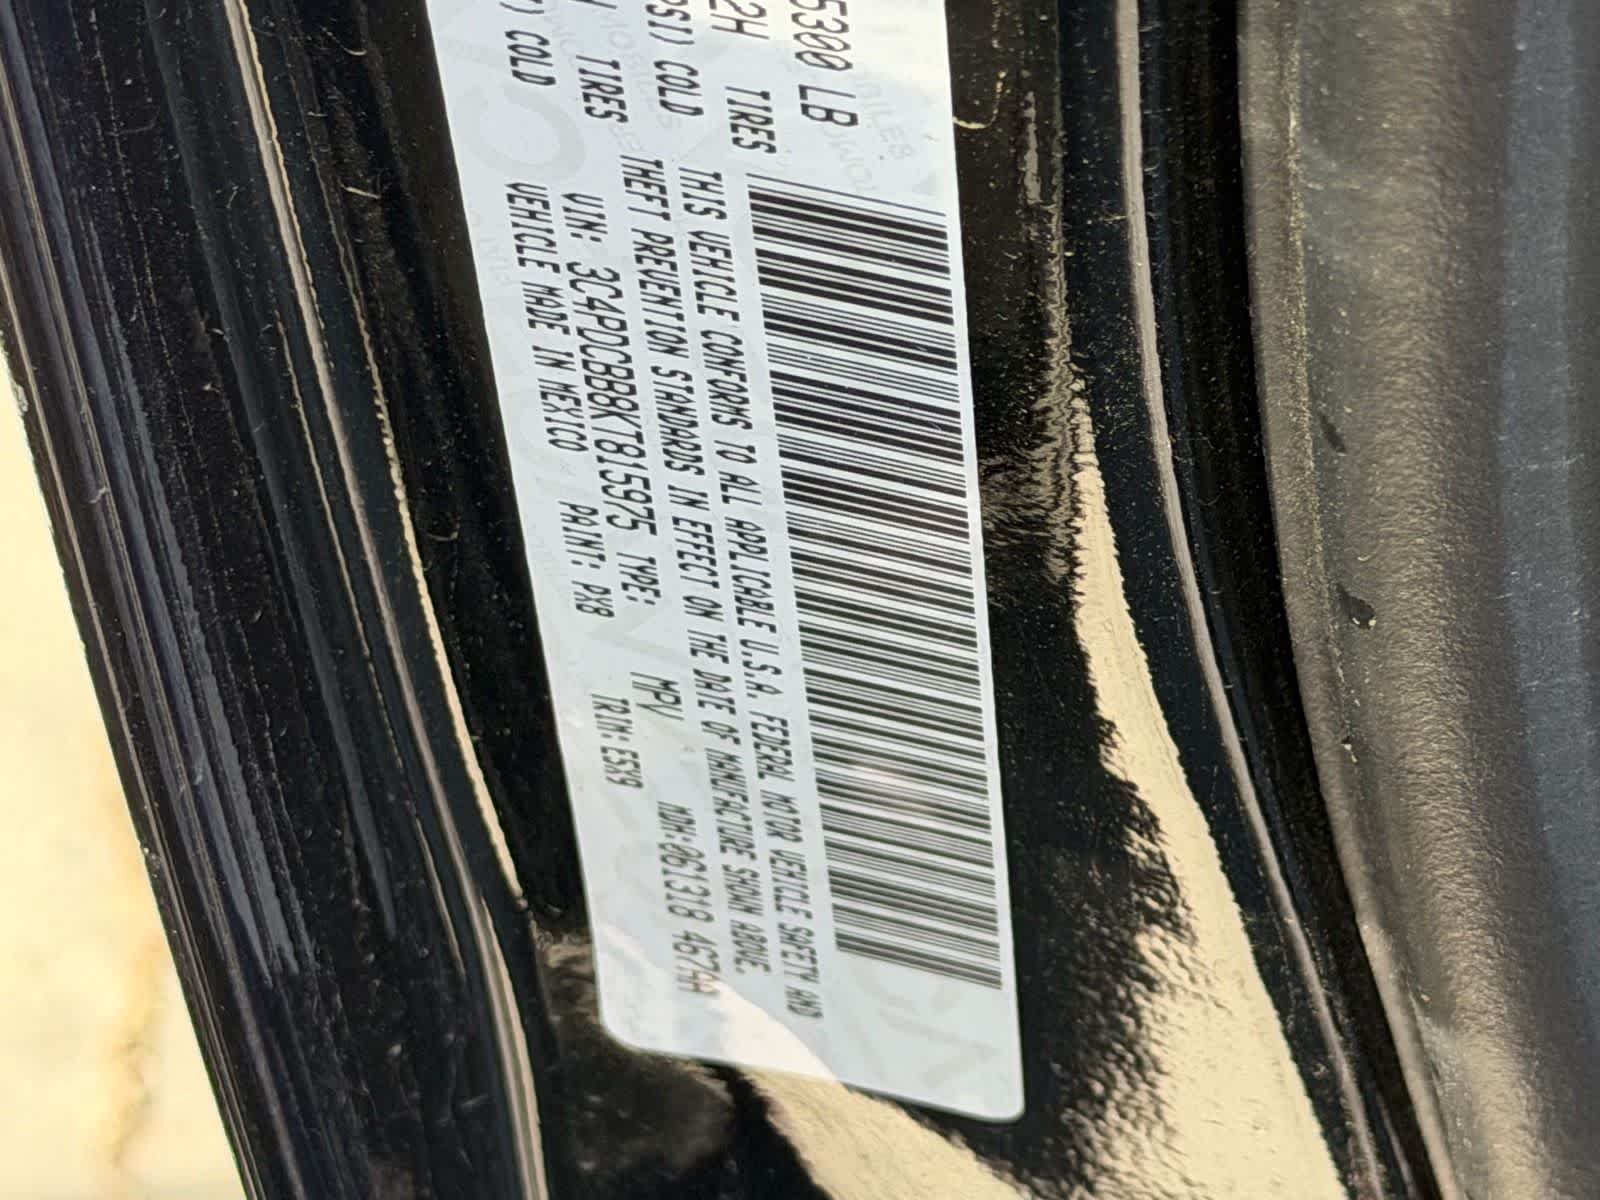 5300 LB
2H TIRES
PSI) COLD
TIRES
) COLD
THIS VEHICLE CONFORMS TO ALL APPLICABLE U.S.A. FEDERAL MOTOR VEHICLE SAFETY AND
THEFT PREVENTION STANDARDS IN EFFECT ON THE DATE OF MANUFACTURE SHOWN ABOVE.
VIN: 3C4PDCBB8KT815975 TYPE: MPV MDH:061318 467AA
VEHICLE MADE IN MEXICO PAINT: PX8 TRIM: E5X9